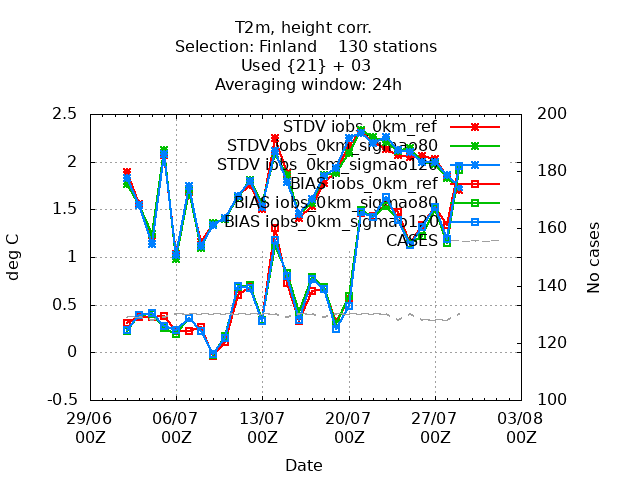 T2m, height corr.
Selection: Finland 130 stations
Used {21} + 03
Averaging window: 24h
STDV iobs_0km_ref
STDV iobs_0km_sigmao80
STDV iobs_0km_sigmao120
BIAS iobs_0km_ref
BIAS iobs_0km_sigmao80
BIAS iobs_0km_sigmao120
CASES
2.5
2
1.5
1
0.5
0
-0.5
deg C
200
180
160
140
120
100
No cases
29/06 06/07 13/07 20/07 27/07 03/08
00Z 00Z 00Z 00Z 00Z 00Z
Date